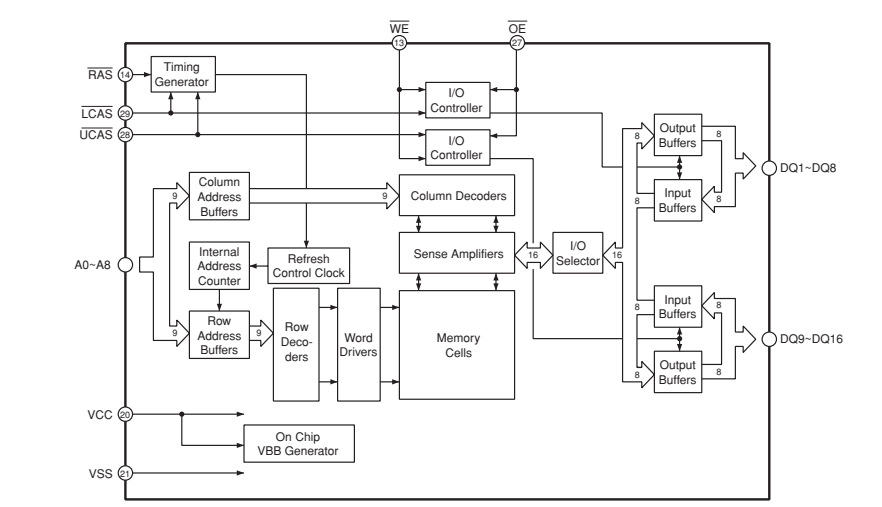 WE
13
OE
27
RAS
14
Timing
Generator
LCAS
29
UCAS
28
I/O
Controller
I/O
Controller
8
Output
Buffers
8
8
Input
Buffers
8
DQ1~DQ8
9
Column
Address
Buffers
9
Column Decoders
A0~A8
Internal
Address
Counter
Refresh
Control Clock
Sense Amplifiers
16
I/O
Selector
16
9
Row
Address
Buffers
9
Row
Deco-
ders
Word
Drivers
Memory
Cells
8
Input
Buffers
8
8
Output
Buffers
8
DQ9~DQ16
VCC
20
On Chip
VBB Generator
VSS
21